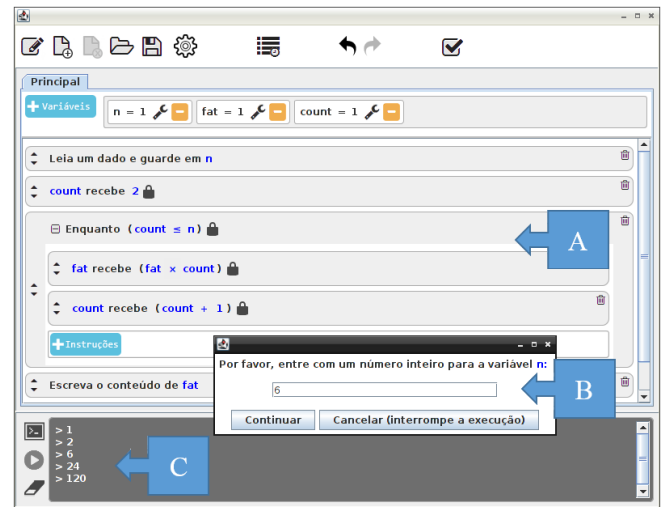 Principal
+ Variáveis n = 1 fat = 1 count = 1
Leia um dado e guarde em n
count recebe 2
Enquanto (count ≤ n)
A
fat recebe (fat × count)
count recebe (count + 1)
+Instruções
Por favor, entre com um número inteiro para a variável n:
Escreva o conteúdo de fat
6
B
Continuar Cancelar (interrompe a execução)
> 1
> 2
> 6
> 24
> 120
C